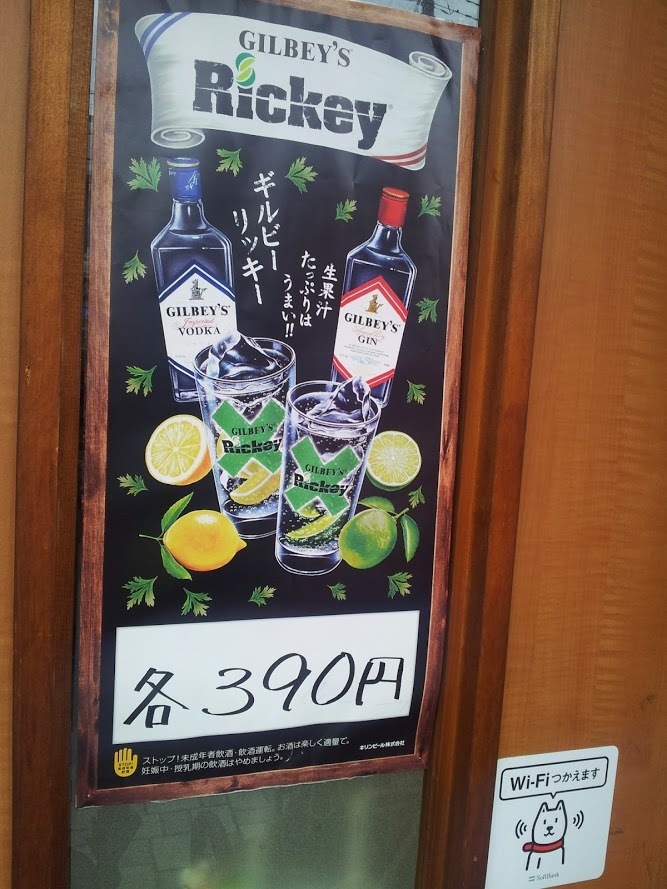 GILBEY'S
Rickey
ギルビー
リッキー
生果汁
たっぷりは
うまい!!
GILBEY'S
Imported
VODKA
GILBEY'S
GIN
GILBEY'S
Rickey
GILBEY'S
Rickey
各390円
STOP!
ストップ!未成年者飲酒・飲酒運転。お酒は楽しく適量で。
妊娠中・授乳期の飲酒はやめましょう。
キリンビール株式会社
Wi-Fiつかえます
SoftBank